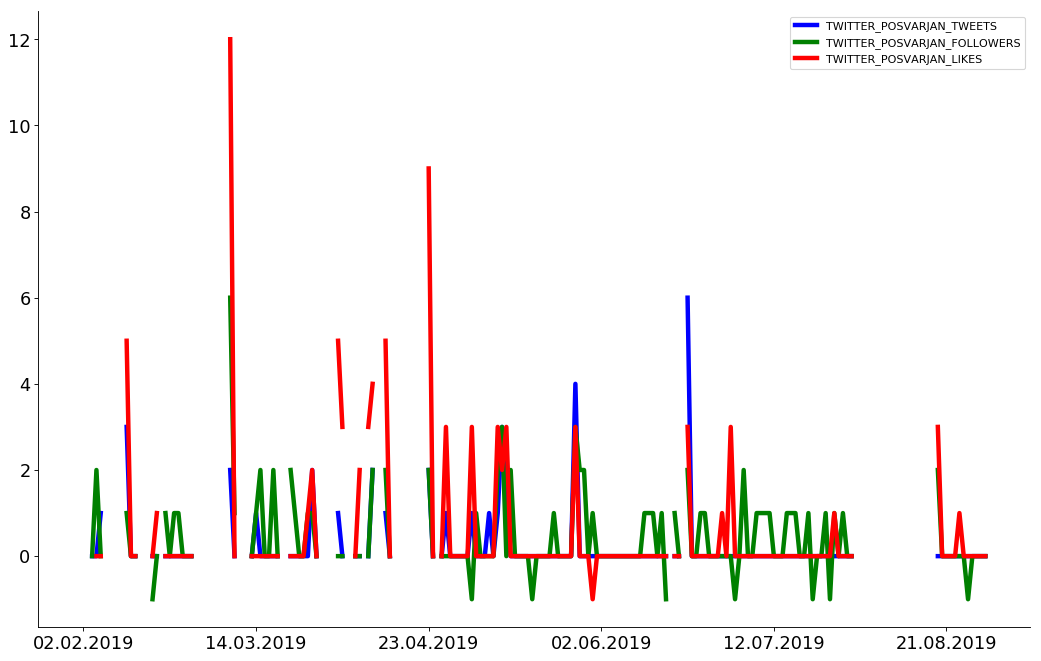 TWITTER_POSVARJAN_TWEETS
TWITTER_POSVARJAN_FOLLOWERS
TWITTER_POSVARJAN_LIKES
12
10
8
6
4
2
0
02.02.2019 14.03.2019 23.04.2019 02.06.2019 12.07.2019 21.08.2019